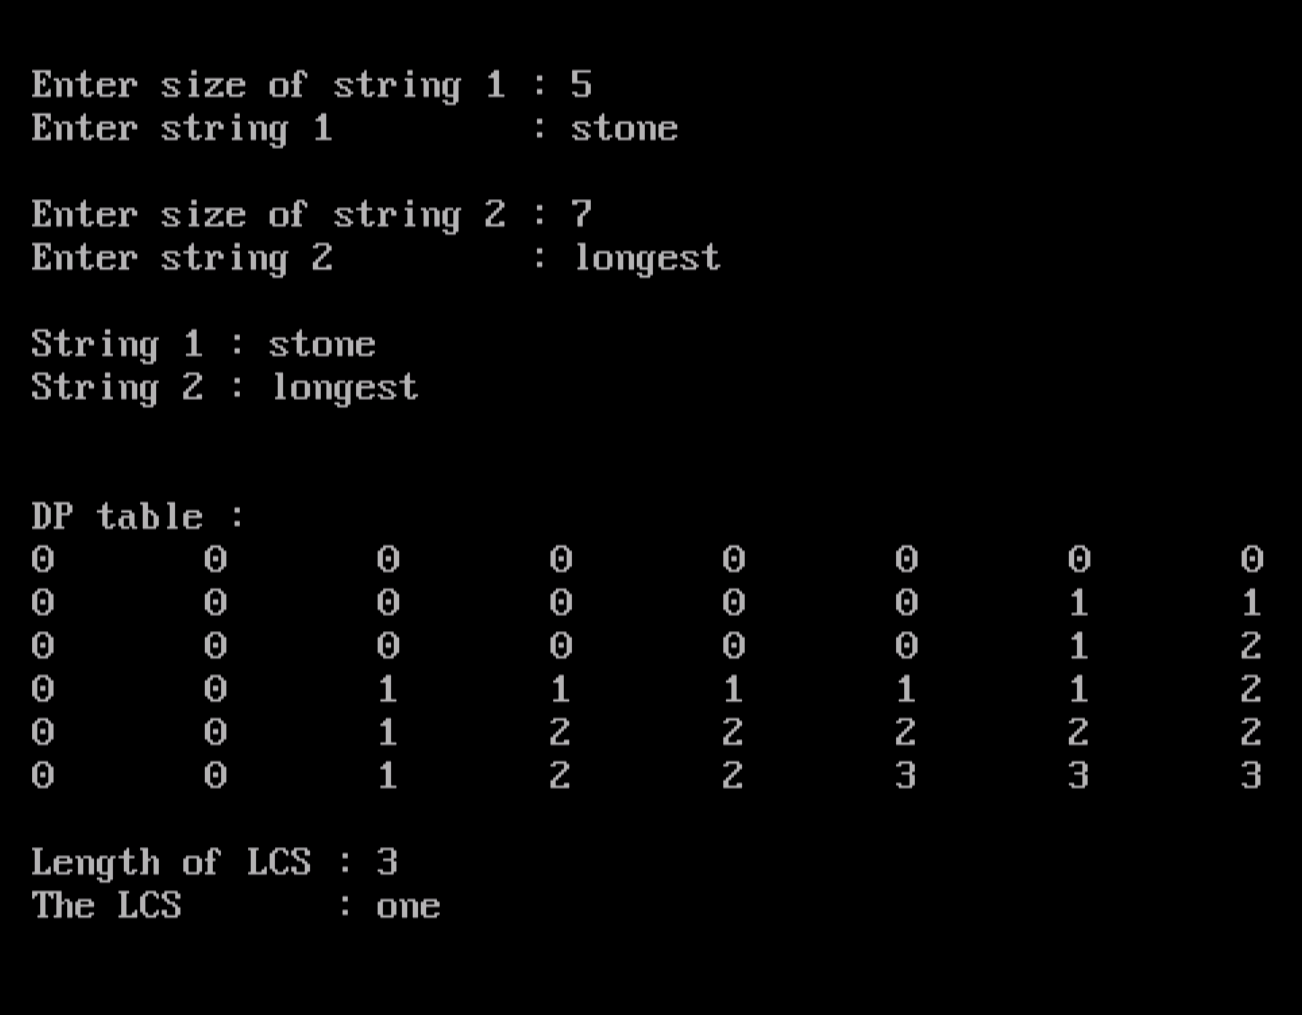 Enter size of string 1 : 5
Enter string 1         : stone
Enter size of string 2 : 7
Enter string 2         : longest
String 1 : stone
String 2 : longest
DP table :
0       0       0       0       0       0       0       0
0       0       0       0       0       0       1       1
0       0       0       0       0       0       1       2
0       0       1       1       1       1       1       2
0       0       1       2       2       2       2       2
0       0       1       2       2       3       3       3
Length of LCS : 3
The LCS       : one